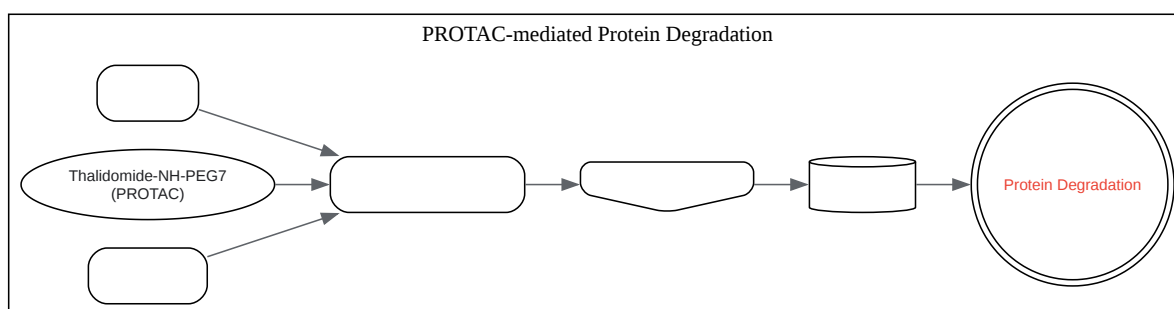 PROTAC-mediated Protein Degradation
Thalidomide-NH-PEG7
(PROTAC)
Protein Degradation